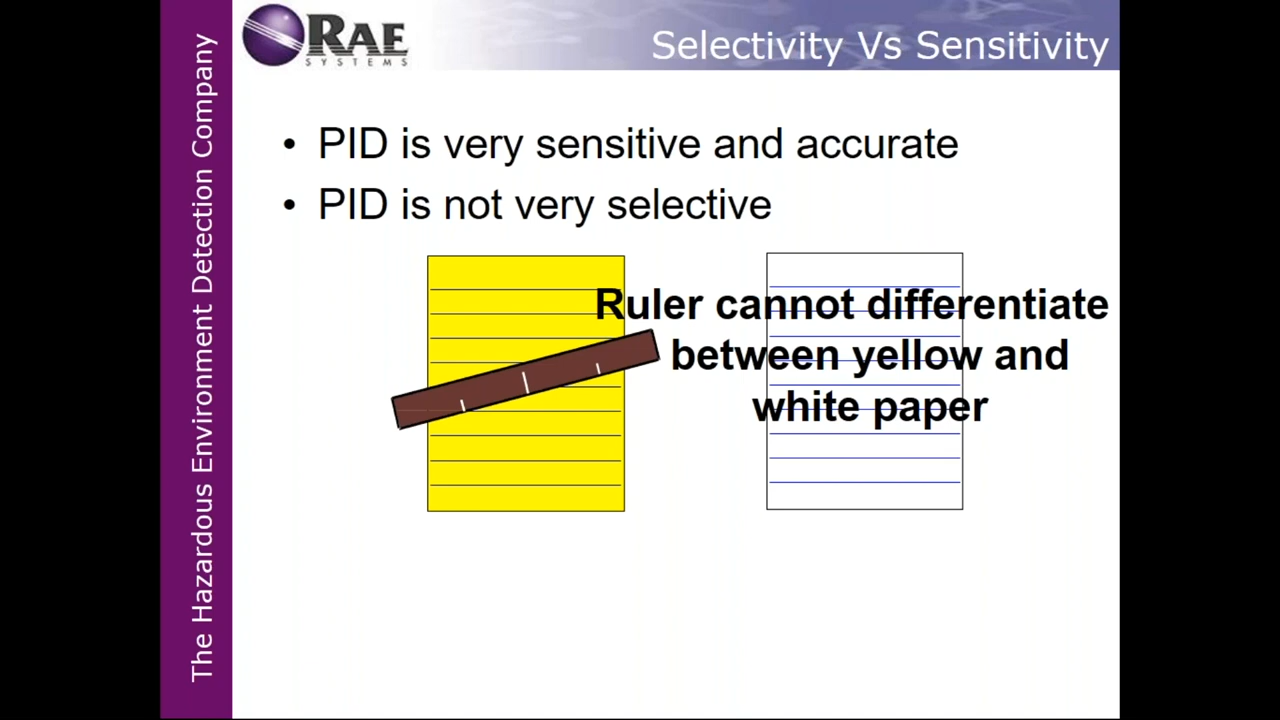 The Hazardous Environment Detection Company
RAE
SYSTEMS
Selectivity Vs Sensitivity
• PID is very sensitive and accurate
• PID is not very selective
Ruler cannot differentiate
between yellow and
white paper